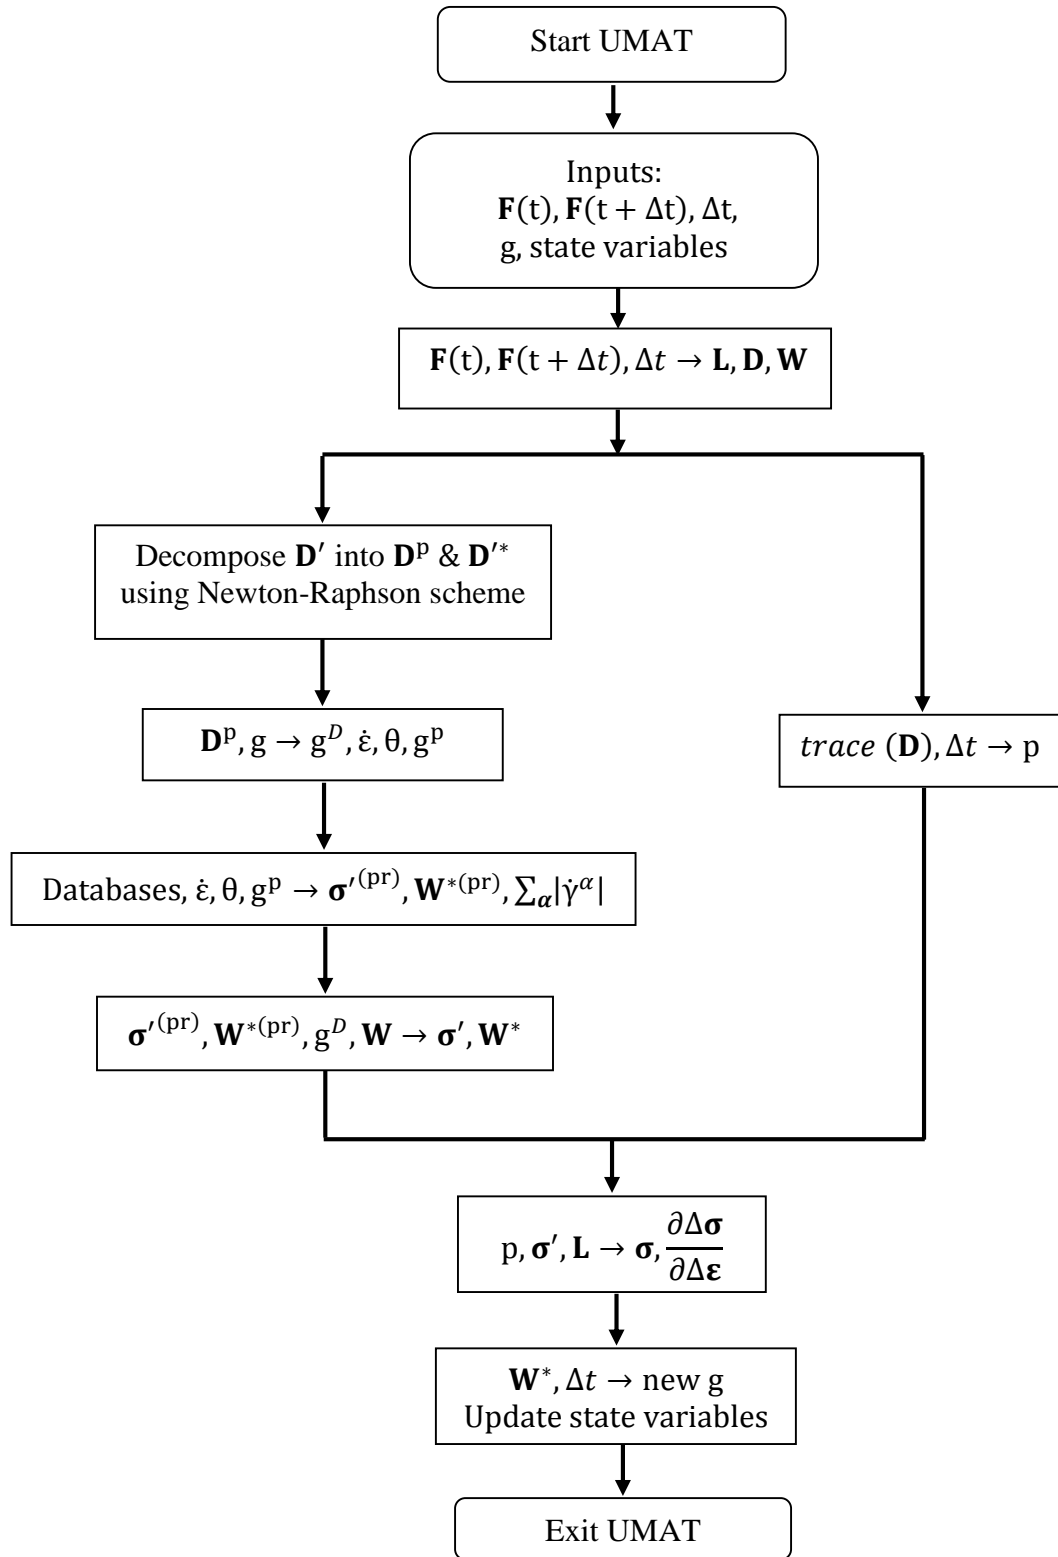 Start UMAT
Inputs:
𝐅(t), 𝐅(t + Δt), Δt,
g, state variables
𝐅(t), 𝐅(t + Δ𝑡), Δ𝑡 → 𝐋, 𝐃, 𝐖
Decompose 𝐃′ into 𝐃ᵖ & 𝐃′*
using Newton-Raphson scheme
𝐃ᵖ, g → gᴰ, ε̇, θ, gᵖ
𝑡𝑟𝑎𝑐𝑒 (𝐃), Δ𝑡 → p
Databases, ε̇, θ, gᵖ → 𝛔′⁽ᵖʳ⁾, 𝐖*⁽ᵖʳ⁾, ∑_𝛂|γ̇^α|
𝛔′⁽ᵖʳ⁾, 𝐖*⁽ᵖʳ⁾, gᴰ, 𝐖 → 𝛔′, 𝐖*
p, 𝛔′, 𝐋 → 𝛔, ∂Δ𝛔/∂Δ𝛆
𝐖*, Δ𝑡 → new g
Update state variables
Exit UMAT